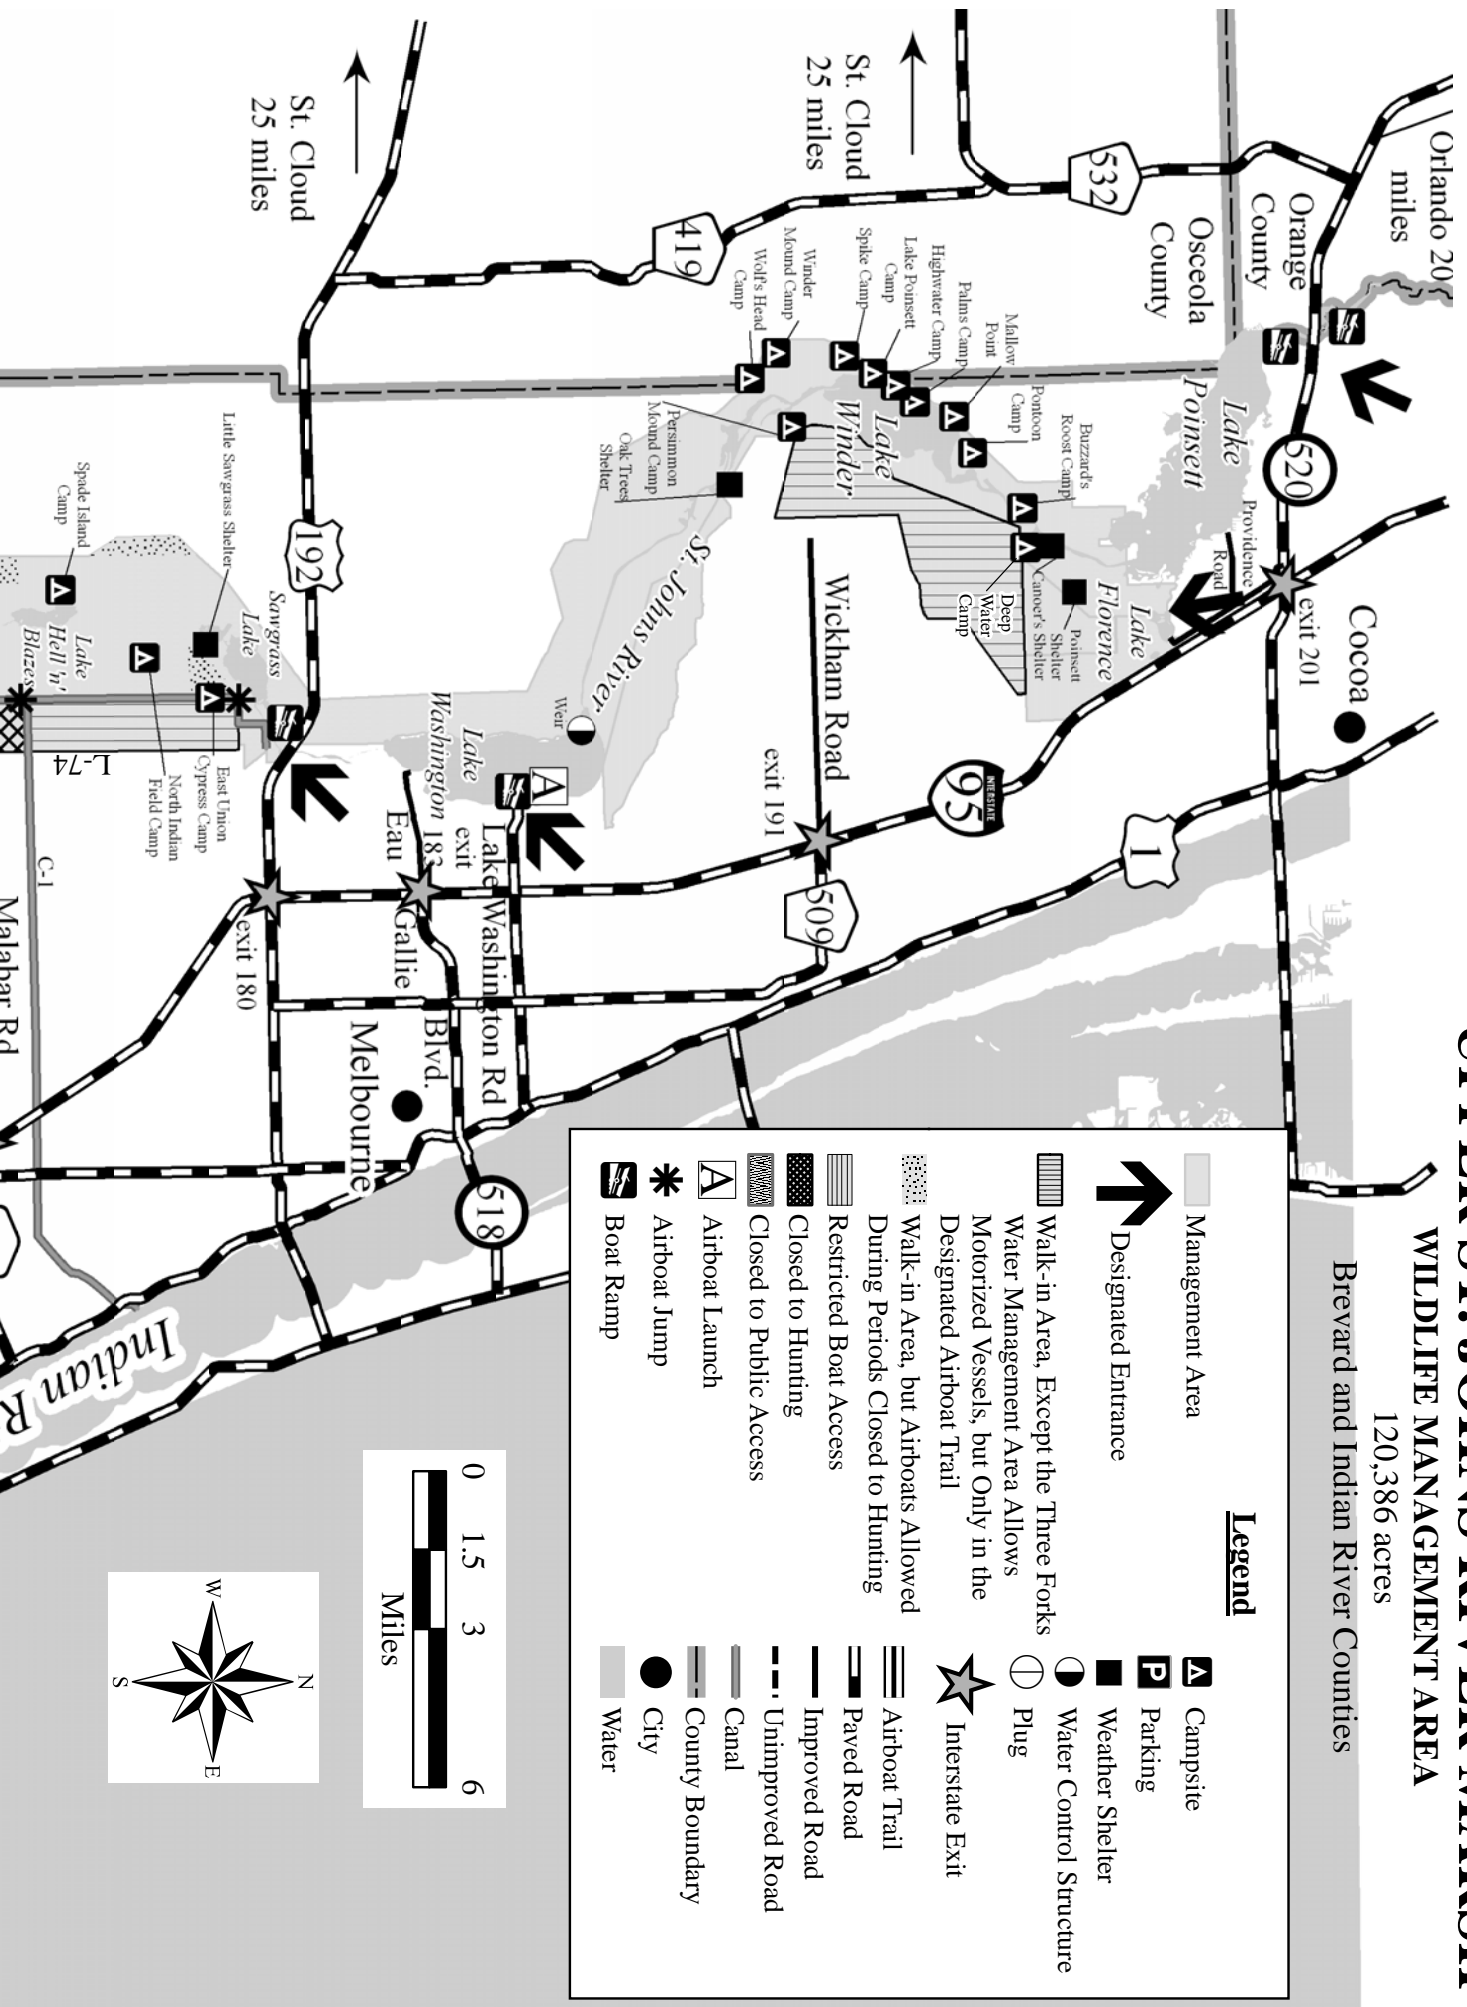 WILDLIFE MANAGEMENT AREA
120,386 acres
Brevard and Indian River Counties
Orlando 20
miles
Orange
County
Osceola
County
532
520
419
St. Cloud
25 miles
St. Cloud
25 miles
Cocoa
exit 201
Providence
Road
Lake
Poinsett
Lake
Florence
Poinsett
Shelter
Canoer's Shelter
Deep
Water
Camp
Buzzard's
Roost Camp
Pontoon
Camp
Mallow
Point
Palms Camp
Highwater Camp
Lake Poinsett
Camp
Spike Camp
Winder
Mound Camp
Wolf's Head
Camp
Lake
Winder
Persimmon
Mound Camp
Oak Trees
Shelter
St. Johns River
Wickham Road
INTERSTATE
95
1
exit 191
509
Weir
A
Lake
Washington
Lake Washington Rd
exit
183
Eau Gallie Blvd.
Melbourne
518
192
Sawgrass
Lake
Little Sawgrass Shelter
Spade Island
Camp
Lake
Hell 'n'
Blazes
East Union
Cypress Camp
North Indian
Field Camp
L-74
C-1
exit 180
Malabar Rd
Indian R
Legend
Management Area
Designated Entrance
Walk-in Area, Except the Three Forks
Water Management Area Allows
Motorized Vessels, but Only in the
Designated Airboat Trail
Walk-in Area, but Airboats Allowed
During Periods Closed to Hunting
Restricted Boat Access
Closed to Hunting
Closed to Public Access
A Airboat Launch
Airboat Jump
Boat Ramp
Campsite
P Parking
Weather Shelter
Water Control Structure
Plug
Interstate Exit
Airboat Trail
Paved Road
Improved Road
Unimproved Road
Canal
County Boundary
City
Water
0 1.5 3 6
Miles
N
W
E
S